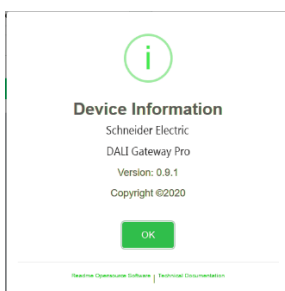 i
Device Information
Schneider Electric
DALI Gateway Pro
Version: 0.9.1
Copyright ©2020
OK
Readme Opensource Software | Technical Documentation